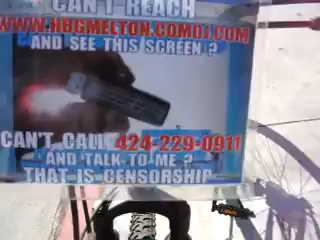 CAN'T REACH
WWW.HBCMELTON.COM01.COM
AND SEE THIS SCREEN ?
CAN'T CALL 424-229-0911
AND TALK TO ME ?
THAT IS CENSORSHIP